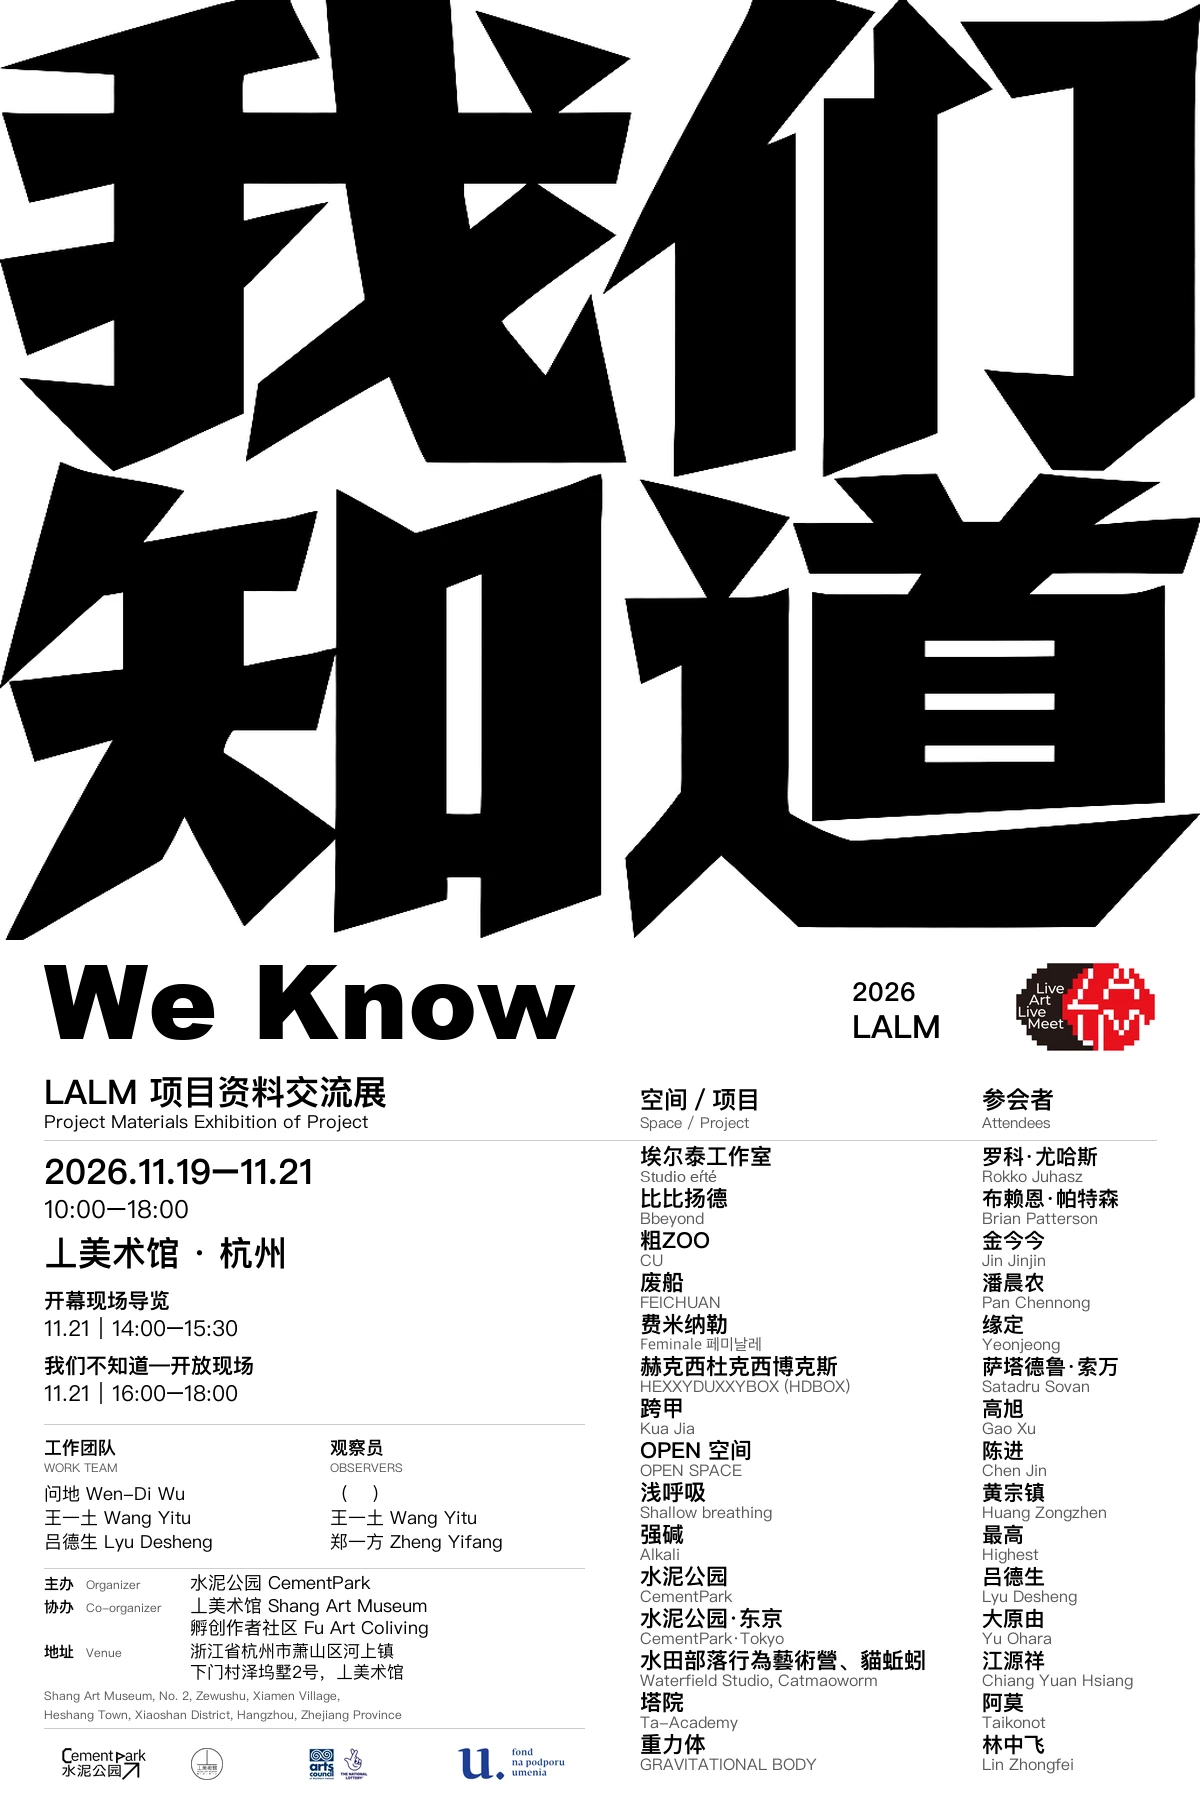 我们
知道
We Know
2026
LALM
Live
Art
Live
Meet
LALM 项目资料交流展
Project Materials Exhibition of Project
2026.11.19—11.21
10:00—18:00
丄美术馆 · 杭州
开幕现场导览
11.21 | 14:00—15:30
我们不知道—开放现场
11.21 | 16:00—18:00
工作团队
WORK TEAM
问地 Wen-Di Wu
王一土 Wang Yitu
吕德生 Lyu Desheng
观察员
OBSERVERS
（ ）
王一土 Wang Yitu
郑一方 Zheng Yifang
主办 Organizer 水泥公园 CementPark
协办 Co-organizer 丄美术馆 Shang Art Museum
孵创作者社区 Fu Art Coliving
地址 Venue 浙江省杭州市萧山区河上镇
下门村泽坞墅2号，丄美术馆
Shang Art Museum, No. 2, Zewushu, Xiamen Village,
Heshang Town, Xiaoshan District, Hangzhou, Zhejiang Province
Cement Park
水泥公园
arts
council
THE NATIONAL
LOTTERY
u.
fond
na podporu
umenia
空间 / 项目
Space / Project
埃尔泰工作室
Studio eŕté
比比扬德
Bbeyond
粗ZOO
CU
废船
FEICHUAN
费米纳勒
Feminale 페미날레
赫克西杜克西博克斯
HEXXYDUXXYBOX (HDBOX)
跨甲
Kua Jia
OPEN 空间
OPEN SPACE
浅呼吸
Shallow breathing
强碱
Alkali
水泥公园
CementPark
水泥公园·东京
CementPark·Tokyo
水田部落行為藝術營、貓蚯蚓
Waterfield Studio, Catmaoworm
塔院
Ta-Academy
重力体
GRAVITATIONAL BODY
参会者
Attendees
罗科·尤哈斯
Rokko Juhasz
布赖恩·帕特森
Brian Patterson
金今今
Jin Jinjin
潘晨农
Pan Chennong
缘定
Yeonjeong
萨塔德鲁·索万
Satadru Sovan
高旭
Gao Xu
陈进
Chen Jin
黄宗镇
Huang Zongzhen
最高
Highest
吕德生
Lyu Desheng
大原由
Yu Ohara
江源祥
Chiang Yuan Hsiang
阿莫
Taikonot
林中飞
Lin Zhongfei